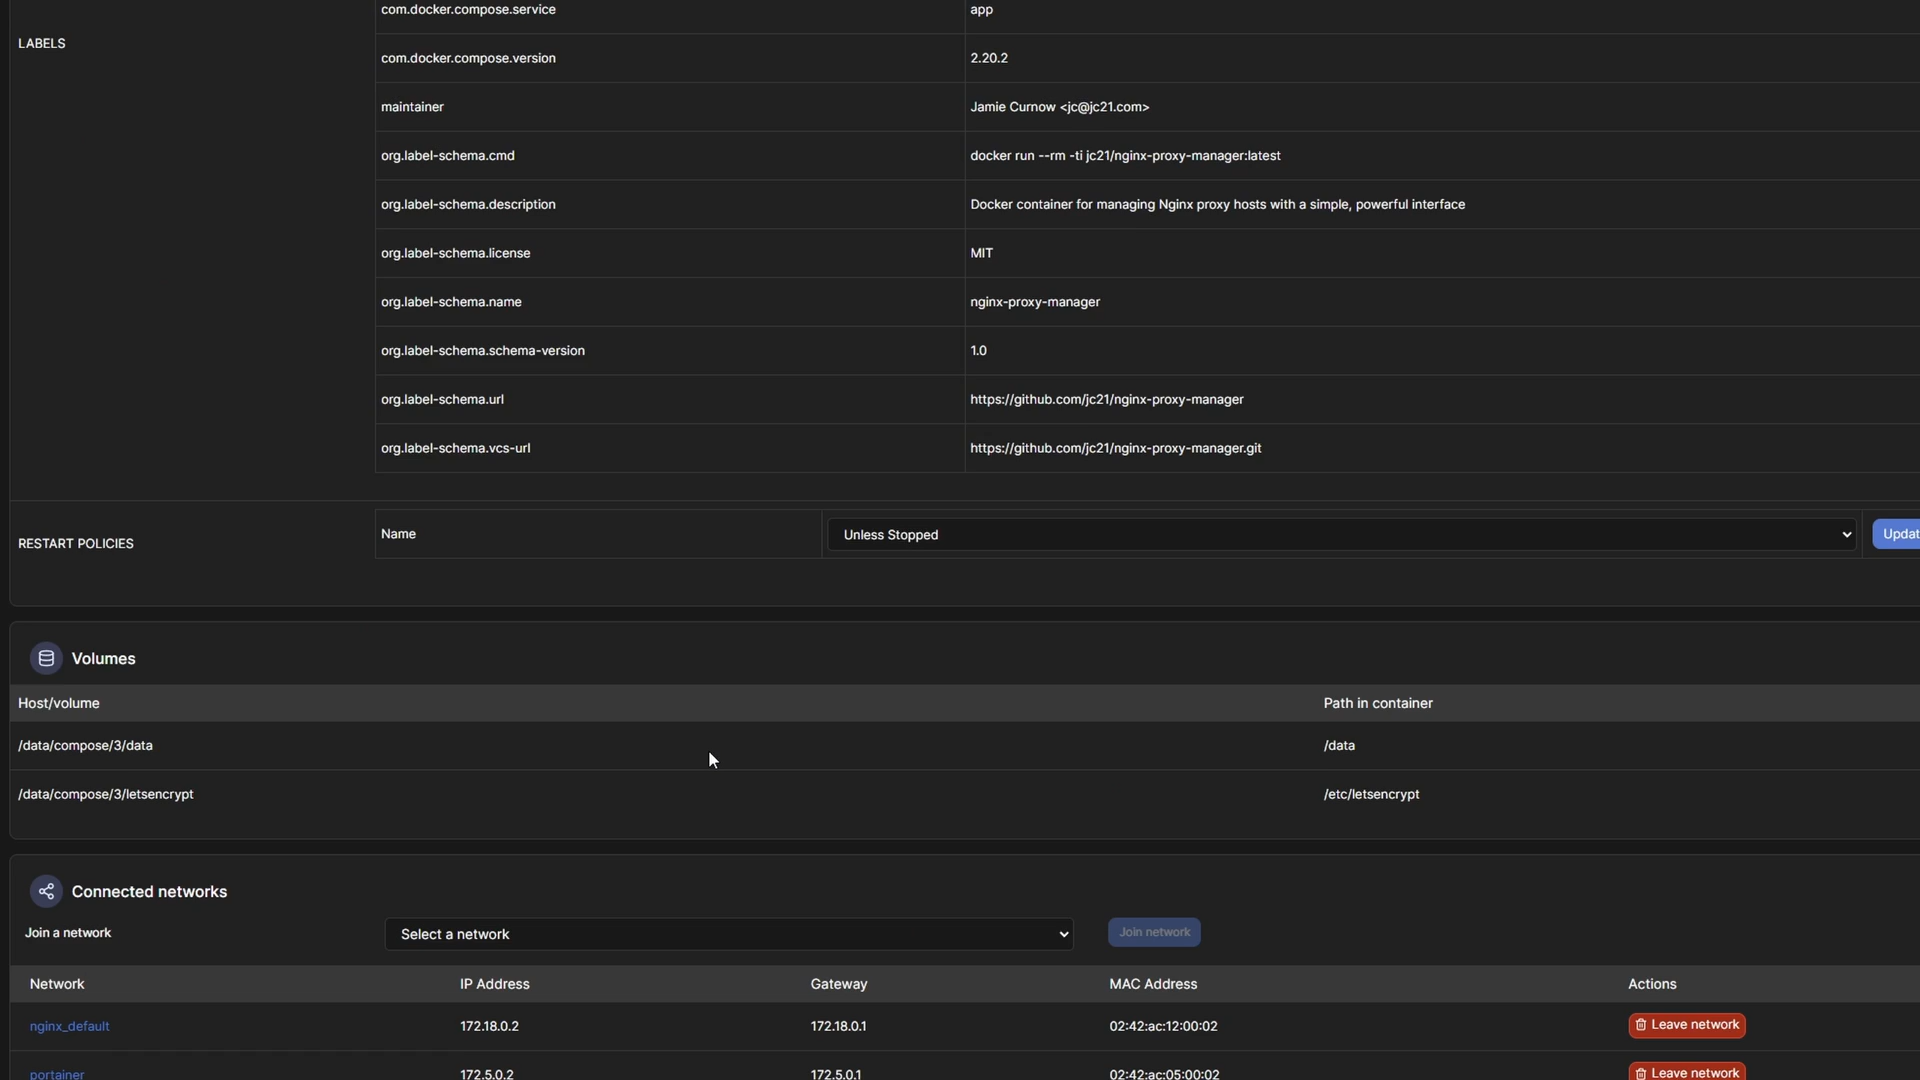 com.docker.compose.service app
LABELS
com.docker.compose.version 2.20.2
maintainer Jamie Curnow <jc@jc21.com>
org.label-schema.cmd docker run --rm -ti jc21/nginx-proxy-manager:latest
org.label-schema.description Docker container for managing Nginx proxy hosts with a simple, powerful interface
org.label-schema.license MIT
org.label-schema.name nginx-proxy-manager
org.label-schema.schema-version 1.0
org.label-schema.url https://github.com/jc21/nginx-proxy-manager
org.label-schema.vcs-url https://github.com/jc21/nginx-proxy-manager.git
RESTART POLICIES Name Unless Stopped Updat
Volumes
Host/volume Path in container
/data/compose/3/data /data
/data/compose/3/letsencrypt /etc/letsencrypt
Connected networks
Join a network Select a network Join network
Network IP Address Gateway MAC Address Actions
nginx_default 172.18.0.2 172.18.0.1 02:42:ac:12:00:02 Leave network
portainer 172.5.0.2 172.5.0.1 02:42:ac:05:00:02 Leave network